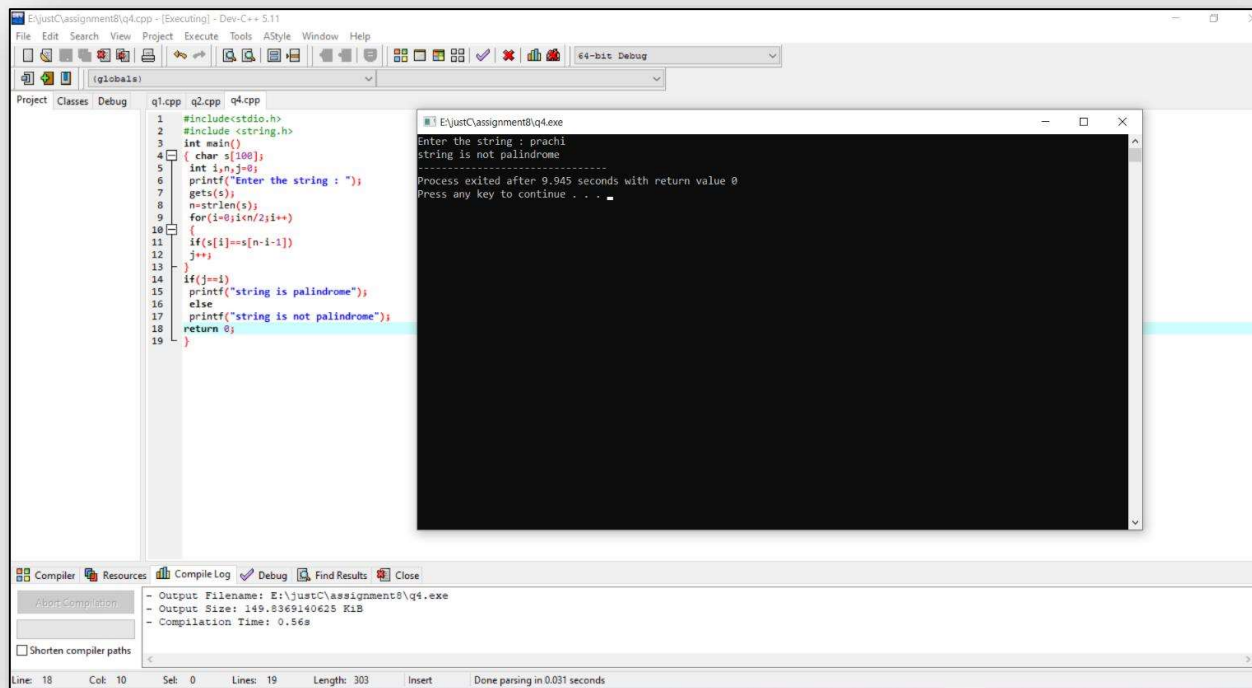 E:\justC\assignment8\q4.cpp - [Executing] - Dev-C++ 5.11
File Edit Search View Project Execute Tools AStyle Window Help
64-bit Debug
(globals)
Project Classes Debug q1.cpp q2.cpp q4.cpp
1 #include<stdio.h>
2 #include <string.h>
3 int main()
4 { char s[100];
5 int i,n,j=0;
6 printf("Enter the string : ");
7 gets(s);
8 n=strlen(s);
9 for(i=0;i<n/2;i++)
10 {
11 if(s[i]==s[n-i-1])
12 j++;
13 }
14 if(j==i)
15 printf("string is palindrome");
16 else
17 printf("string is not palindrome");
18 return 0;
19 }
E:\justC\assignment8\q4.exe
Enter the string : prachi
string is not palindrome
--------------------------------
Process exited after 9.945 seconds with return value 0
Press any key to continue . . .
Compiler Resources Compile Log Debug Find Results Close
Abort Compilation
- Output Filename: E:\justC\assignment8\q4.exe
- Output Size: 149.8369140625 KiB
- Compilation Time: 0.56s
Shorten compiler paths
Line: 18 Col: 10 Sel: 0 Lines: 19 Length: 303 Insert Done parsing in 0.031 seconds